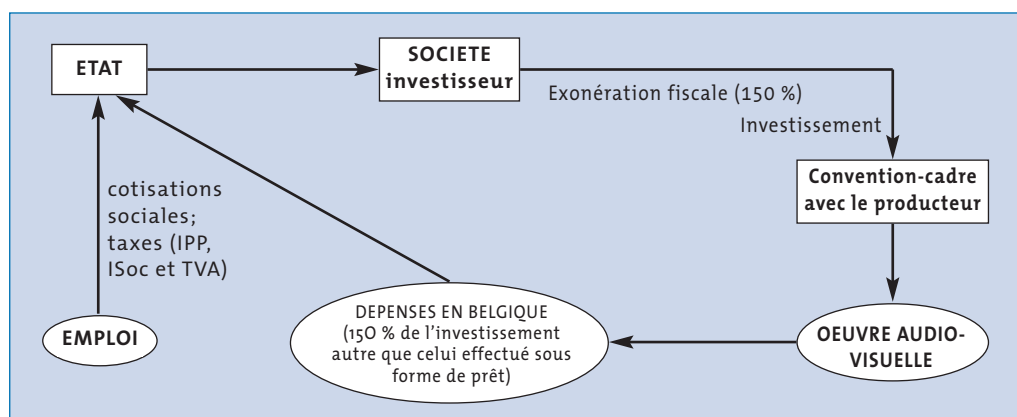 ETAT
SOCIETE
investisseur
Exonération fiscale (150 %)
Investissement
Convention-cadre
avec le producteur
cotisations
sociales;
taxes (IPP,
ISoc et TVA)
EMPLOI
DEPENSES EN BELGIQUE
(150 % de l’investissement
autre que celui effectué sous
forme de prêt)
OEUVRE AUDIO-
VISUELLE